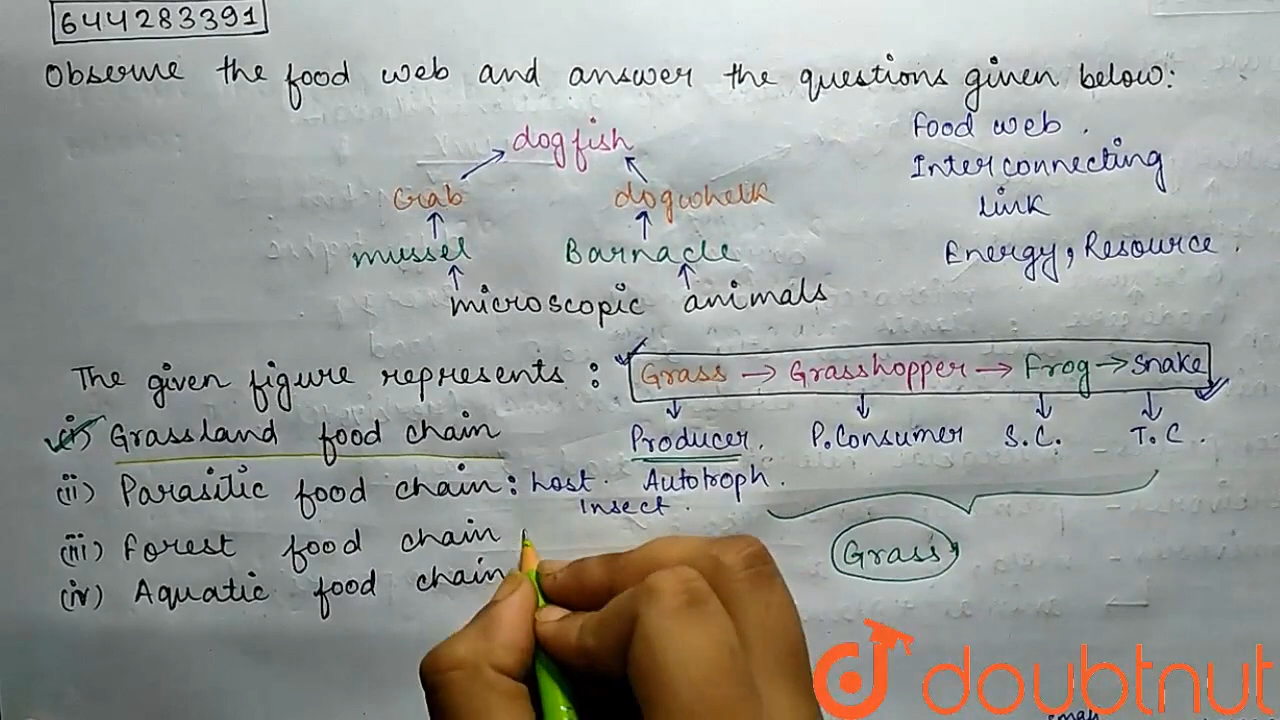 644283391
Observe the food web and answer the questions given below:
dogfish
Crab dogwhelk
mussel Barnacle
microscopic animals
food web.
Interconnecting
link
Energy, Resource.
The given figure represents :
Grass → Grasshopper → Frog → Snake
Producer. P.Consumer S.C. T.C.
(i) Grassland food chain
(ii) Parasitic food chain : host. Autotroph.
Insect.
(iii) forest food chain
(iv) Aquatic food chain
Grass
doubtnut